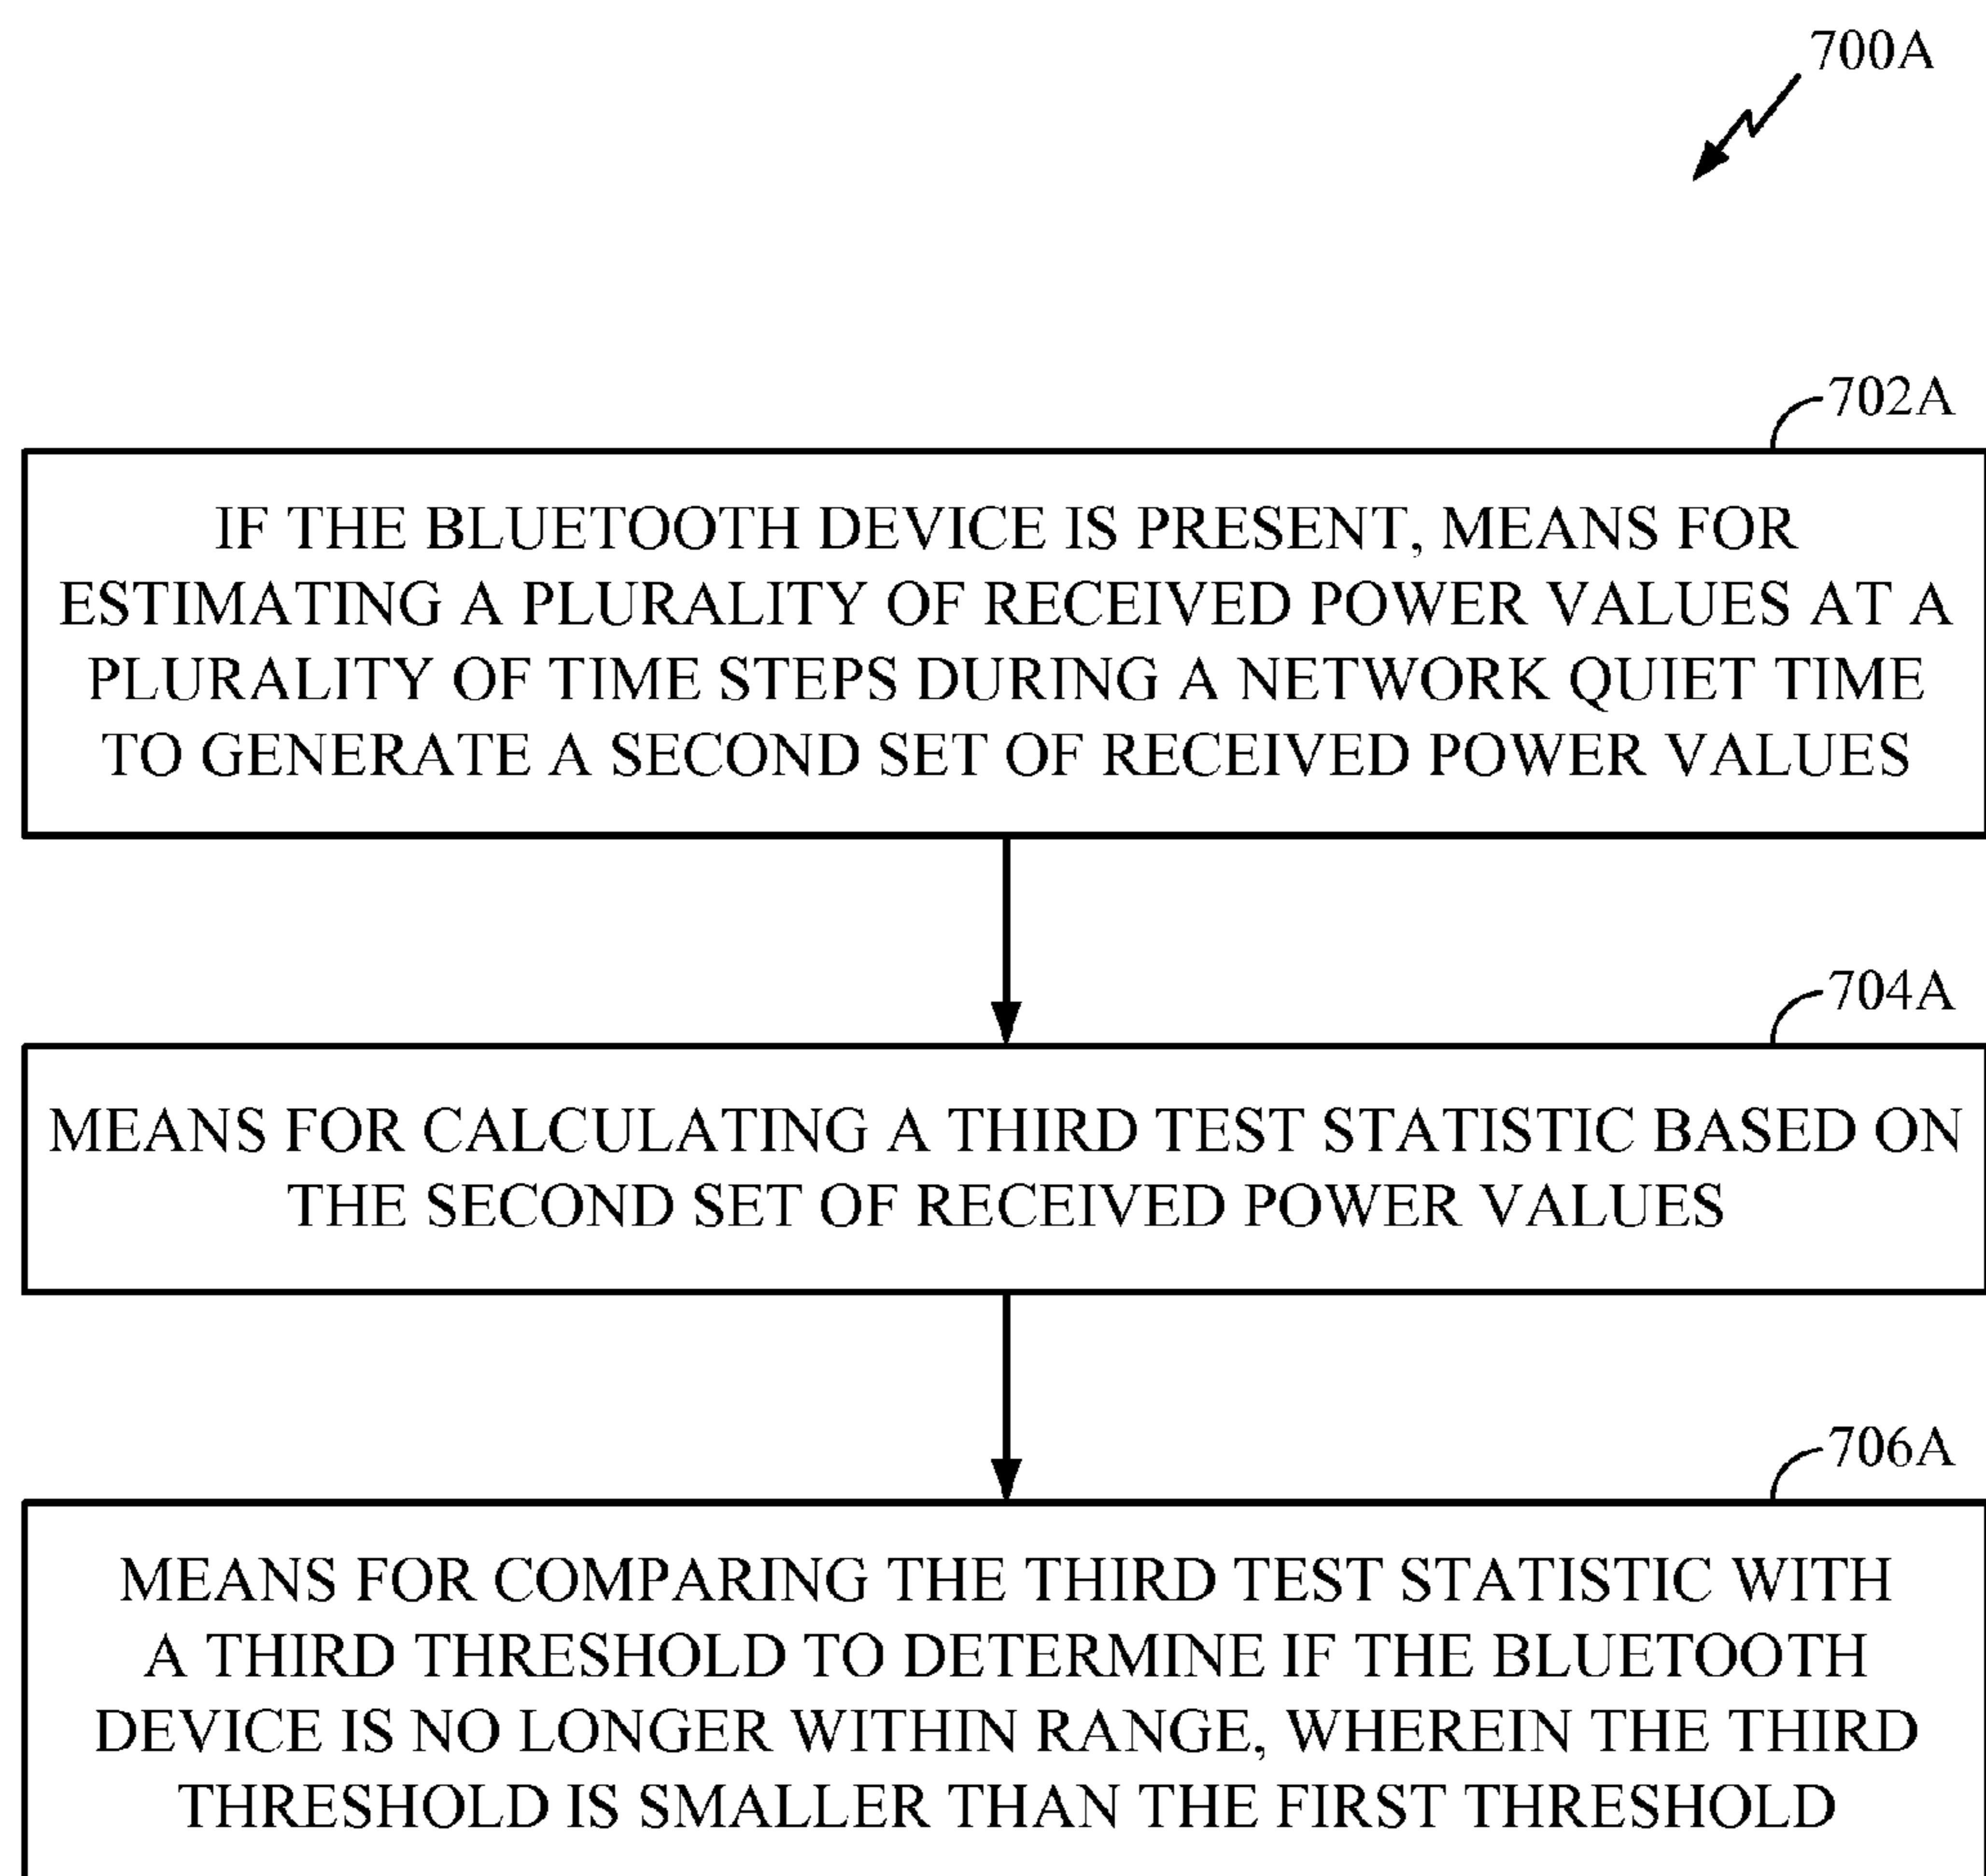 700A
702A
IF THE BLUETOOTH DEVICE IS PRESENT, MEANS FOR
ESTIMATING A PLURALITY OF RECEIVED POWER VALUES AT A
PLURALITY OF TIME STEPS DURING A NETWORK QUIET TIME
TO GENERATE A SECOND SET OF RECEIVED POWER VALUES
704A
MEANS FOR CALCULATING A THIRD TEST STATISTIC BASED ON
THE SECOND SET OF RECEIVED POWER VALUES
706A
MEANS FOR COMPARING THE THIRD TEST STATISTIC WITH
A THIRD THRESHOLD TO DETERMINE IF THE BLUETOOTH
DEVICE IS NO LONGER WITHIN RANGE, WHEREIN THE THIRD
THRESHOLD IS SMALLER THAN THE FIRST THRESHOLD